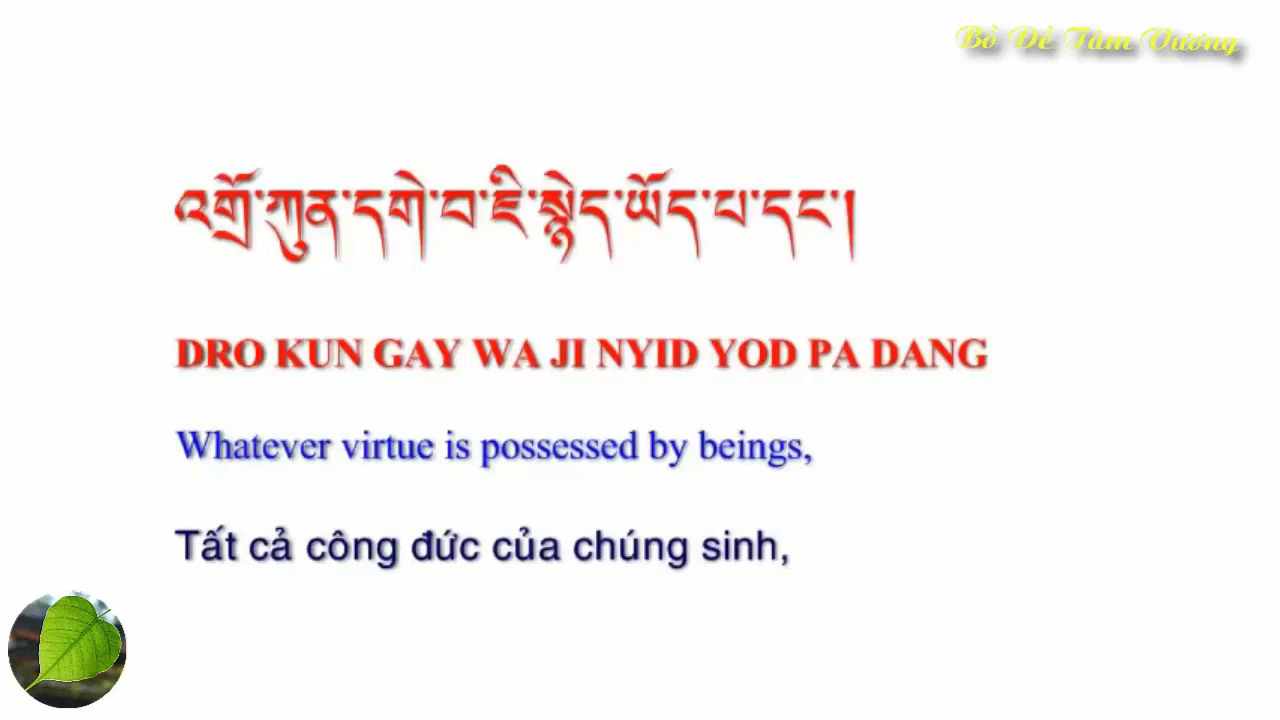 Bồ Đề Tâm Vương
འགྲོ་ཀུན་དགེ་བ་ཇི་སྙེད་ཡོད་པ་དང་།
DRO KUN GAY WA JI NYID YOD PA DANG
Whatever virtue is possessed by beings,
Tất cả công đức của chúng sinh,